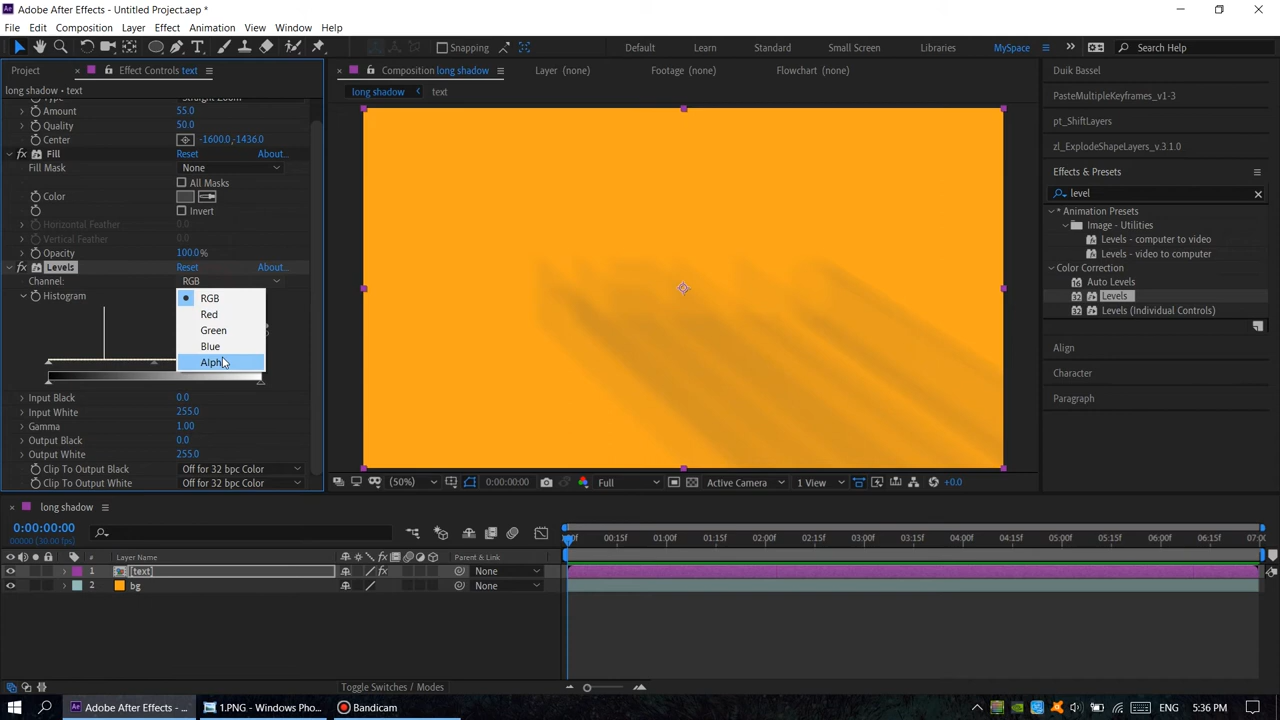 Adobe After Effects - Untitled Project.aep *
File Edit Composition Layer Effect Animation View Window Help
Snapping Default Learn Standard Small Screen Libraries MySpace Search Help
Project Effect Controls text Composition long shadow Layer (none) Footage (none) Flowchart (none) Duik Bassel
long shadow • text long shadow text PasteMultipleKeyframes_v1-3
Amount 55.0
Quality 50.0 pt_ShiftLayers
Center -1600.0,-1436.0 zl_ExplodeShapeLayers_v.3.1.0
Fill Reset About...
Fill Mask None Effects & Presets
All Masks level
Color
Invert * Animation Presets
Horizontal Feather 0.0 Image - Utilities
Vertical Feather 0.0 Levels - computer to video
Opacity 100.0% Levels - video to computer
Levels Reset About... Color Correction
Channel: RGB Auto Levels
Histogram RGB Levels
Red Levels (Individual Controls)
Green
Blue Align
Alph
Character
Input Black 0.0 Paragraph
Input White 255.0
Gamma 1.00
Output Black 0.0
Output White 255.0
Clip To Output Black Off for 32 bpc Color
Clip To Output White Off for 32 bpc Color (50%) 0:00:00:00 Full Active Camera 1 View +0.0
long shadow
0:00:00:00
01:15f 02:00f 02:15f 03:00f 03:15f 04:00f 04:15f 05:00f 05:15f 06:00f 06:15f
# Layer Name Parent & Link
1 [text] None
2 bg None
Toggle Switches / Modes
Adobe After Effects - ... 1.PNG - Windows Pho... Bandicam ENG 5:36 PM